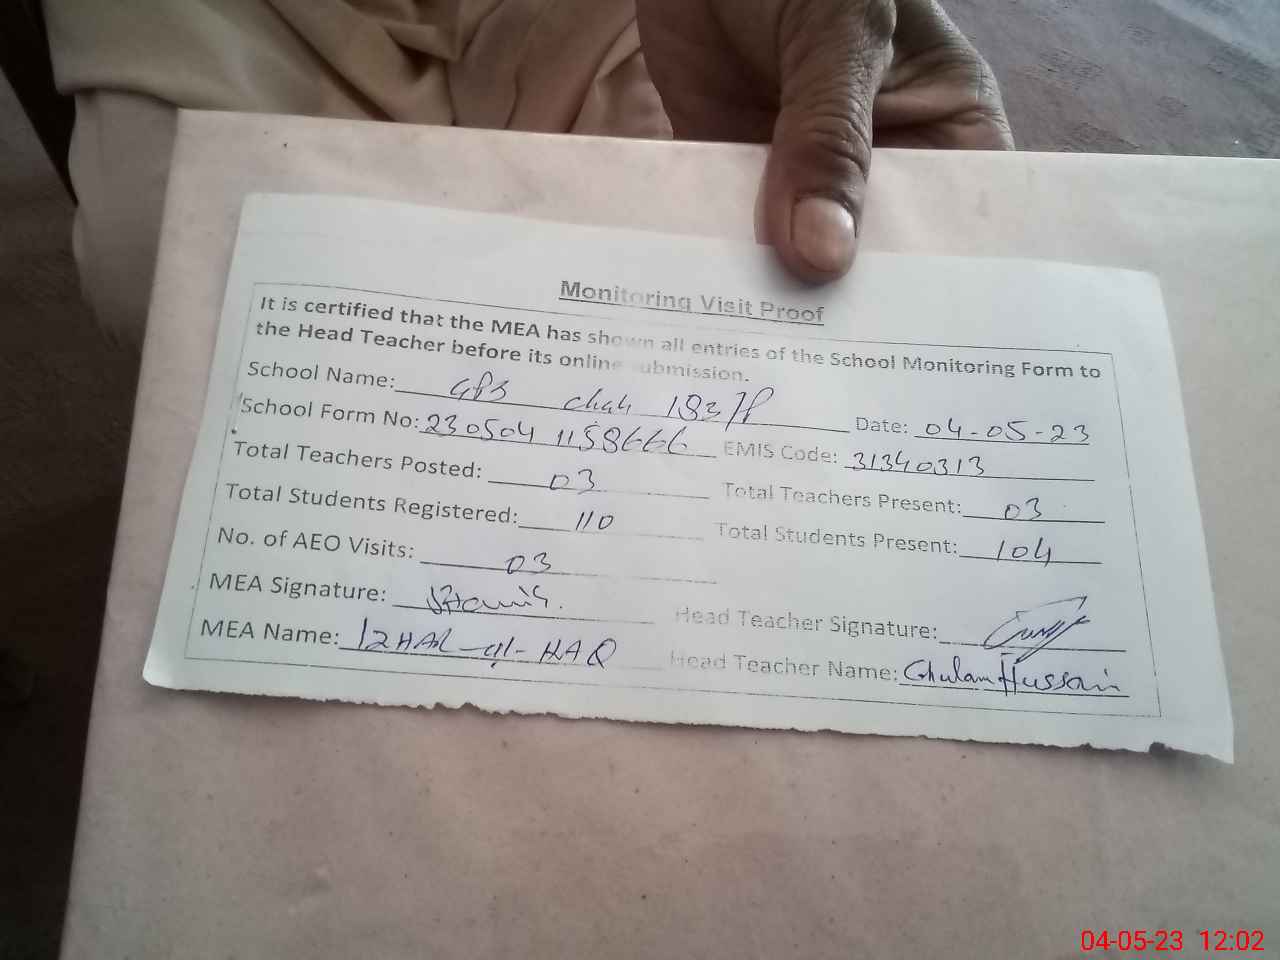 Monitoring Visit Proof
It is certified that the MEA has shown all entries of the School Monitoring Form to
the Head Teacher before its online submission.
School Name: GPS chak 183/P Date: 04-05-23
School Form No: 230504 1158666 EMIS Code: 31340313
Total Teachers Posted: 03 Total Teachers Present: 03
Total Students Registered: 110 Total Students Present: 104
No. of AEO Visits: 03
MEA Signature: Head Teacher Signature:
MEA Name: IZHAR-ul-HAQ Head Teacher Name: Ghulam Hussain
04-05-23 12:02